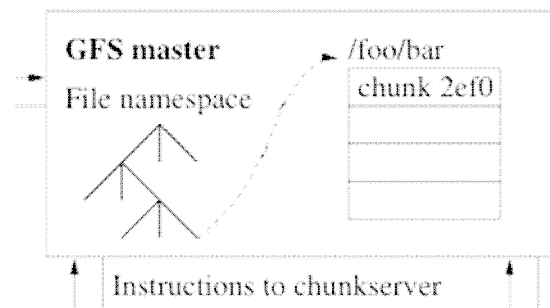 GFS master
File namespace
/foo/bar
chunk 2ef0
Instructions to chunkserver